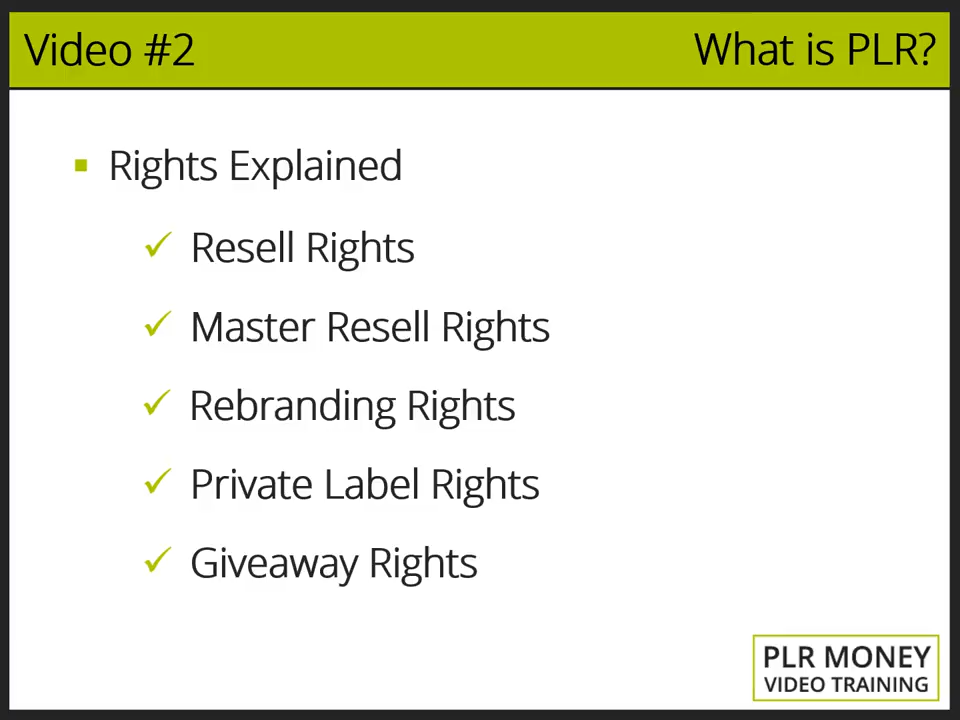 Video #2
What is PLR?
Rights Explained
Resell Rights
Master Resell Rights
Rebranding Rights
Private Label Rights
Giveaway Rights
PLR MONEY
VIDEO TRAINING